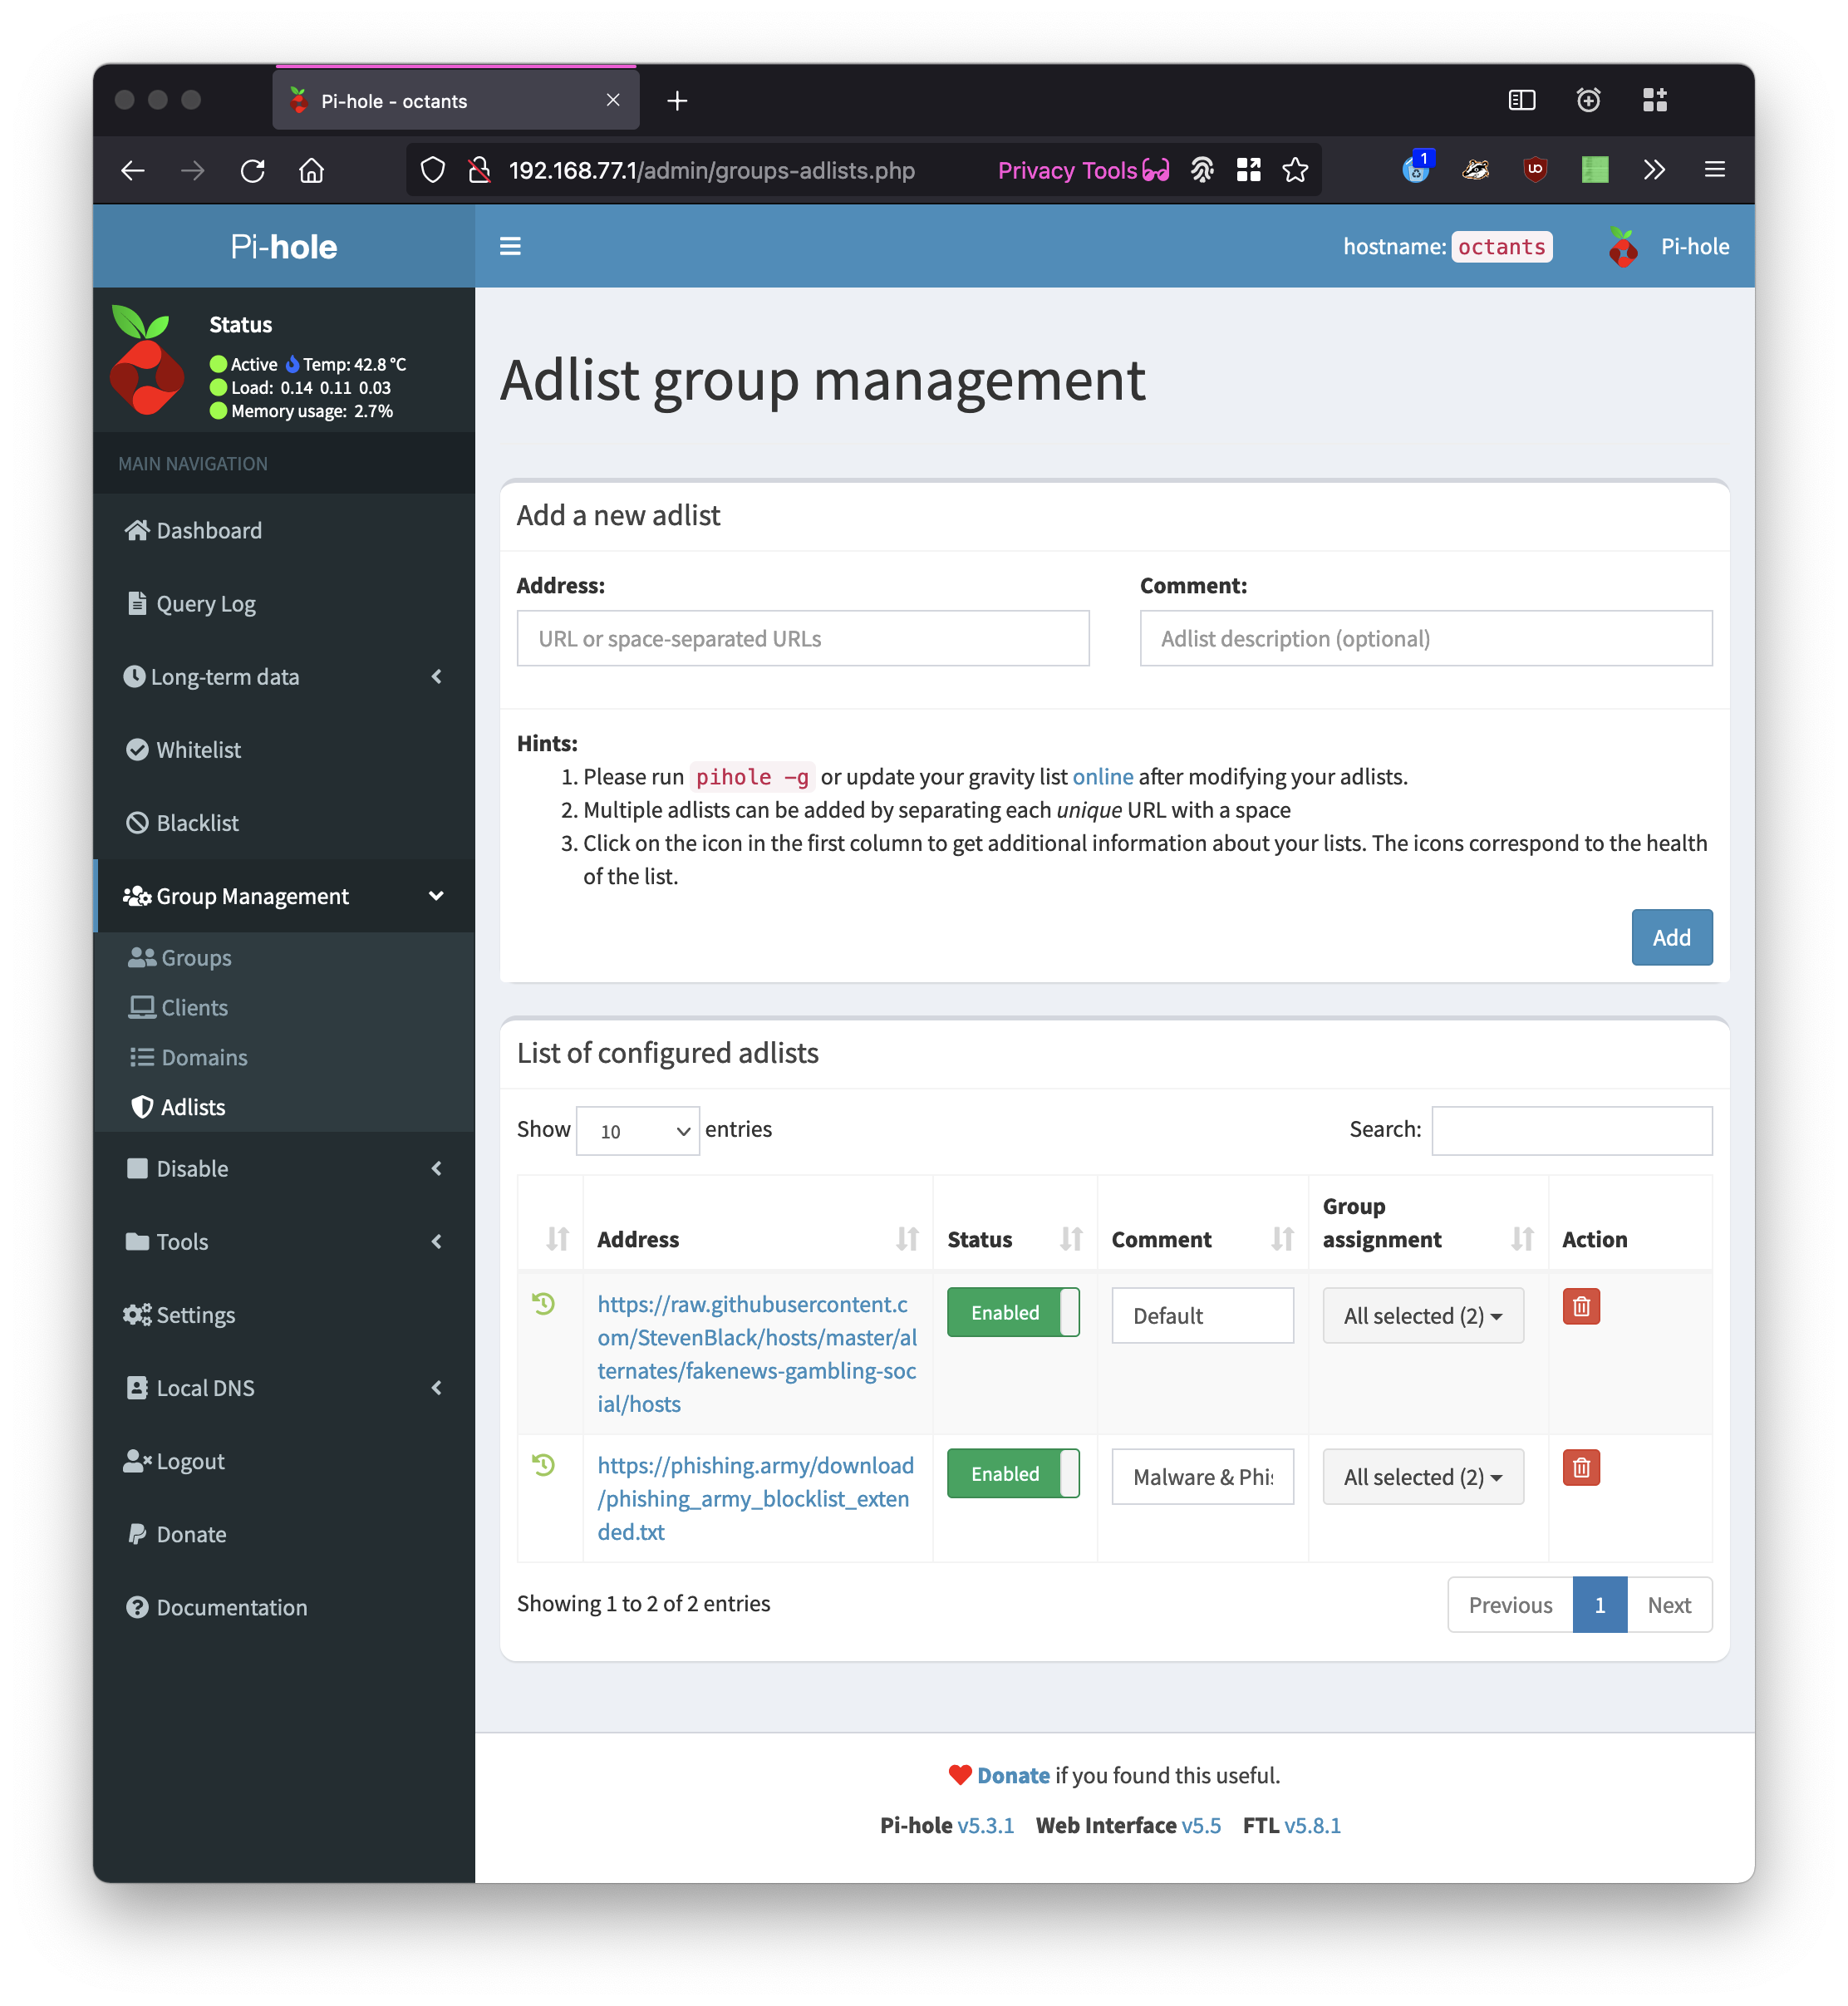 Pi-hole - octants
192.168.77.1/admin/groups-adlists.php
Privacy Tools
1
UO
Pi-hole
hostname: octants
Pi-hole
Status
Active Temp: 42.8 °C
Load: 0.14 0.11 0.03
Memory usage: 2.7%
MAIN NAVIGATION
Dashboard
Query Log
Long-term data
Whitelist
Blacklist
Group Management
Groups
Clients
Domains
Adlists
Disable
Tools
Settings
Local DNS
Logout
Donate
Documentation
Adlist group management
Add a new adlist
Address:
Comment:
URL or space-separated URLs
Adlist description (optional)
Hints:
1. Please run pihole -g or update your gravity list online after modifying your adlists.
2. Multiple adlists can be added by separating each unique URL with a space
3. Click on the icon in the first column to get additional information about your lists. The icons correspond to the health
of the list.
Add
List of configured adlists
Show 10 entries
Search:
Address
Status
Comment
Group
assignment
Action
https://raw.githubusercontent.c
om/StevenBlack/hosts/master/al
ternates/fakenews-gambling-soc
ial/hosts
Enabled
Default
All selected (2)
https://phishing.army/download
/phishing_army_blocklist_exten
ded.txt
Enabled
Malware & Phi
All selected (2)
Showing 1 to 2 of 2 entries
Previous 1 Next
Donate if you found this useful.
Pi-hole v5.3.1 Web Interface v5.5 FTL v5.8.1